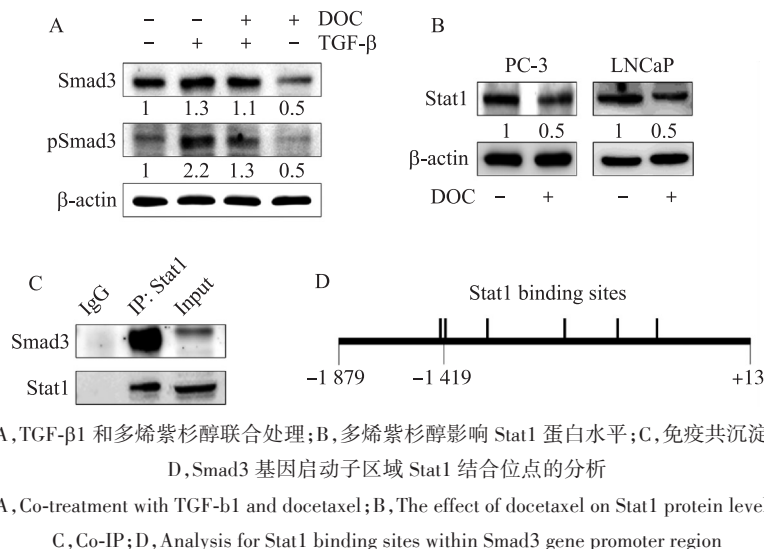 A
− − + + DOC
− + + − TGF-β
Smad3
1 1.3 1.1 0.5
pSmad3
1 2.2 1.3 0.5
β-actin
B
PC-3 LNCaP
Stat1
1 0.5 1 0.5
β-actin
DOC − + − +
C
IgG IP: Stat1 Input
Smad3
Stat1
D
Stat1 binding sites
−1 879 −1 419 +13
A,TGF-β1 和多烯紫杉醇联合处理;B,多烯紫杉醇影响 Stat1 蛋白水平;C,免疫共沉淀
D,Smad3 基因启动子区域 Stat1 结合位点的分析
A,Co-treatment with TGF-b1 and docetaxel;B,The effect of docetaxel on Stat1 protein level
C,Co-IP;D,Analysis for Stat1 binding sites within Smad3 gene promoter region